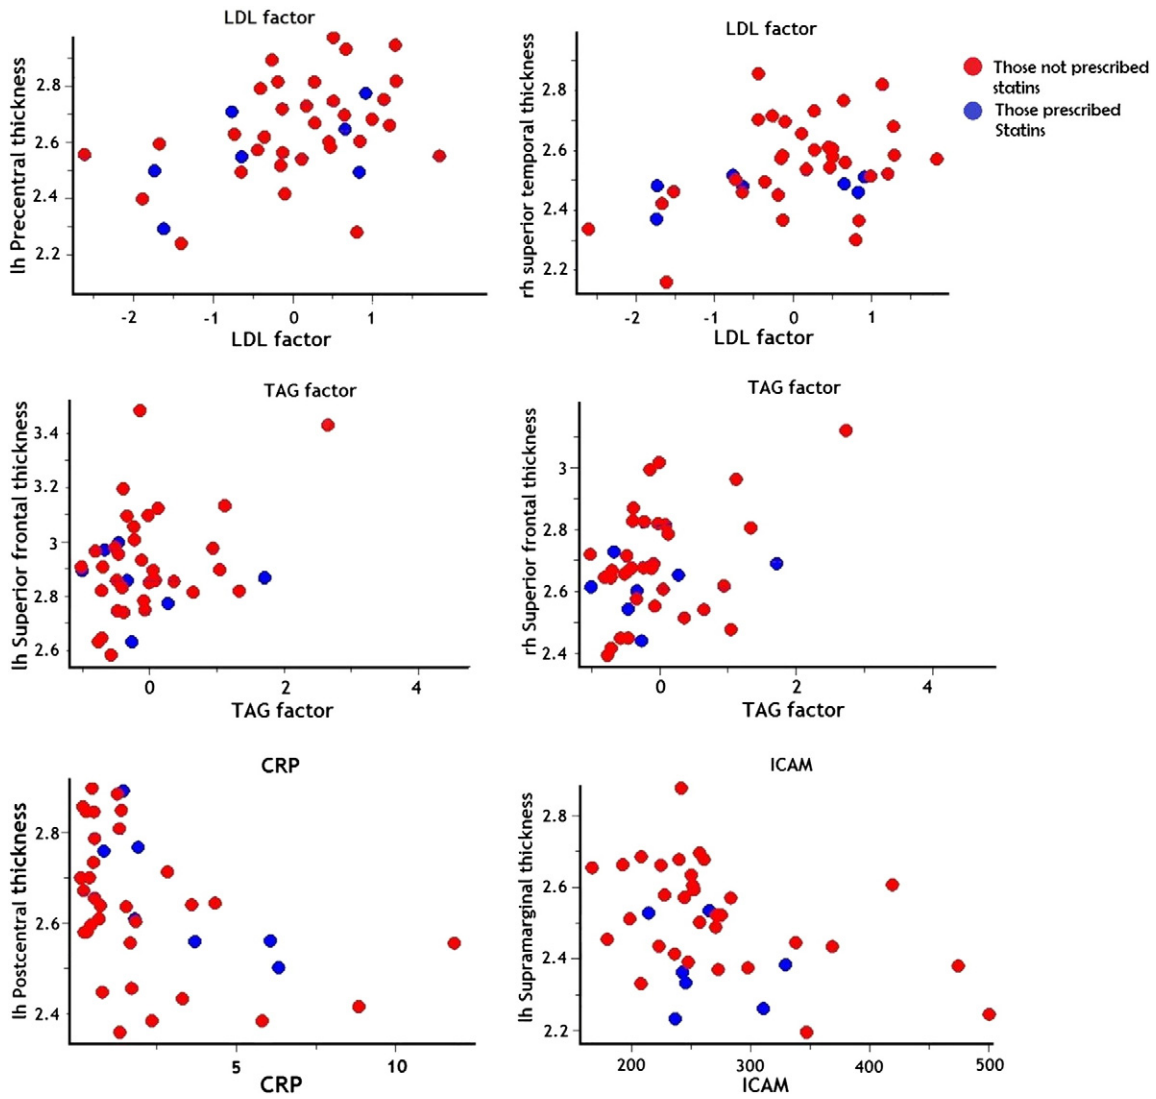 LDL factor
lh Precentral thickness
2.8
2.6
2.4
2.2
-2 -1 0 1
LDL factor
LDL factor
rh superior temporal thickness
2.8
2.6
2.4
2.2
-2 -1 0 1
LDL factor
Those not prescribed
statins
Those prescribed
Statins
TAG factor
lh Superior frontal thickness
3.4
3.2
3
2.8
2.6
0 2 4
TAG factor
TAG factor
rh Superior frontal thickness
3
2.8
2.6
2.4
0 2 4
TAG factor
CRP
lh Postcentral thickness
2.8
2.6
2.4
5 10
CRP
ICAM
lh Supramarginal thickness
2.8
2.6
2.4
2.2
200 300 400 500
ICAM